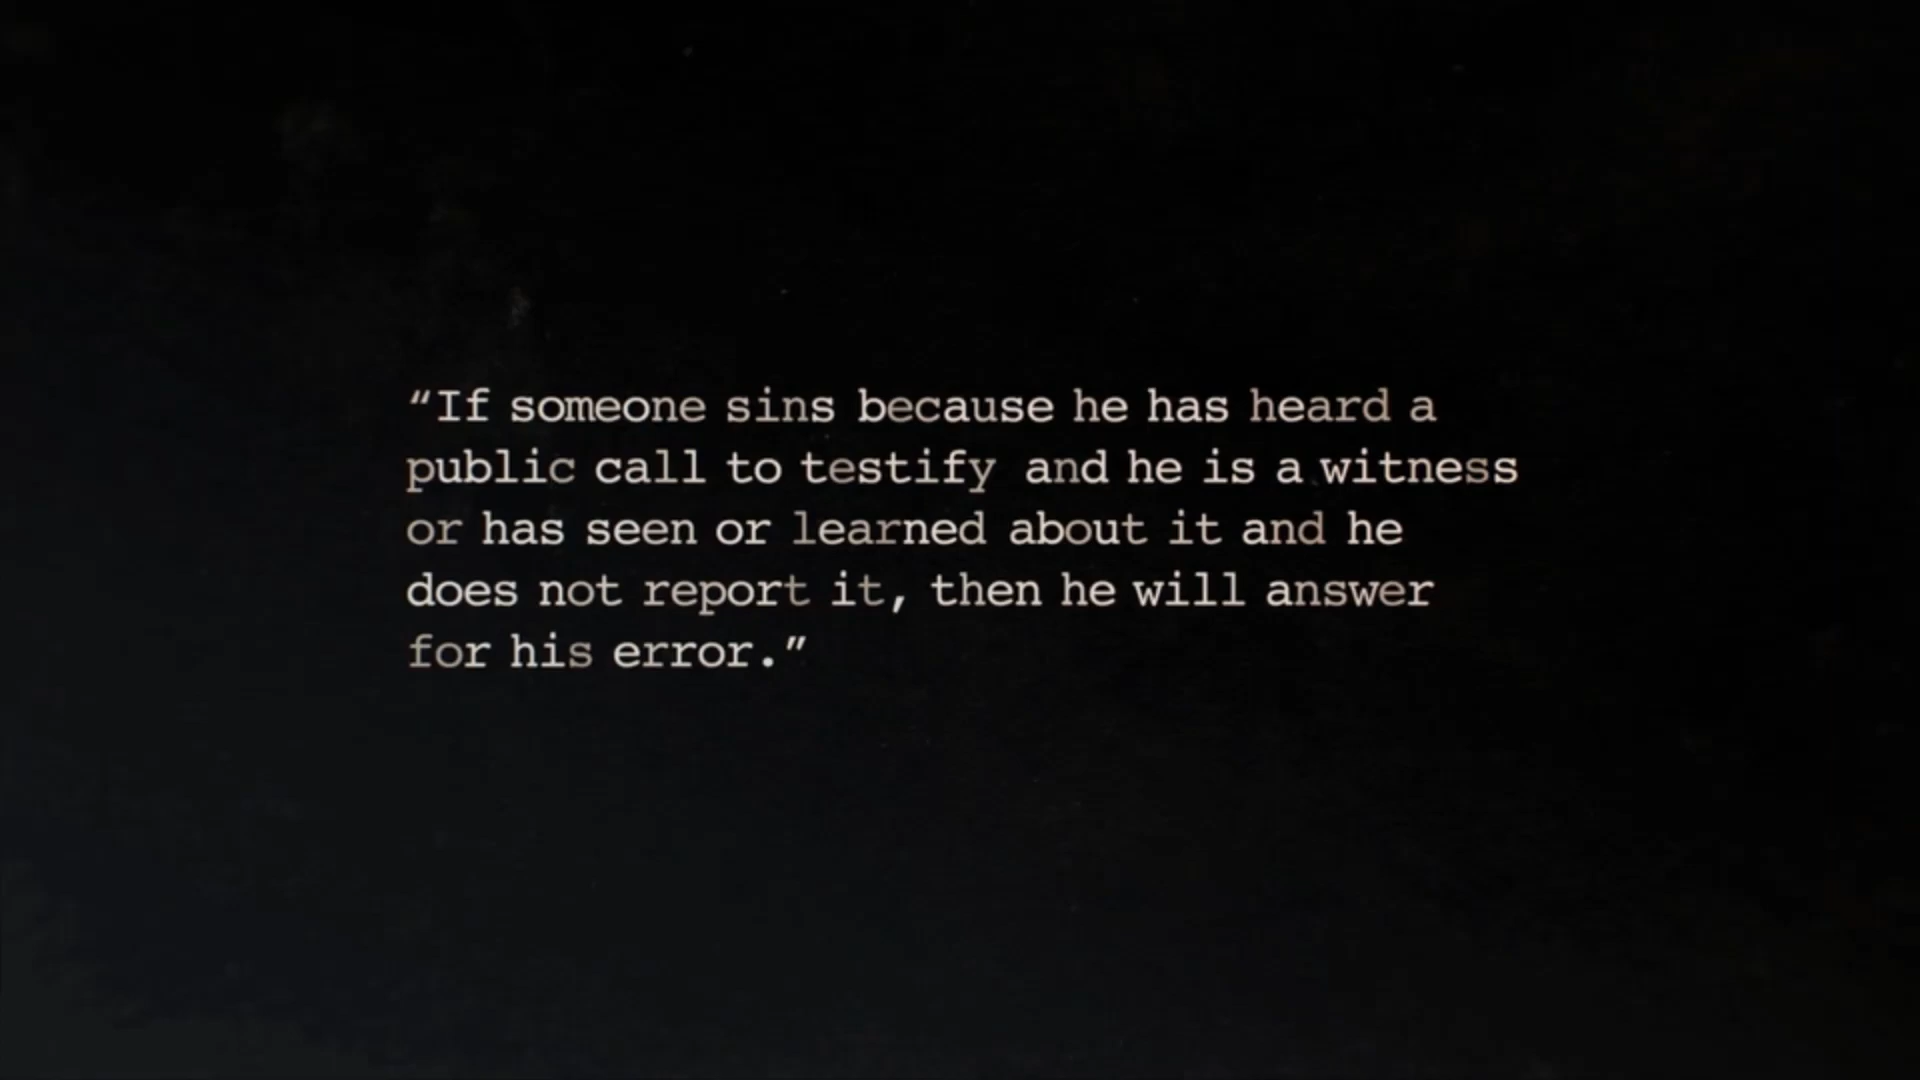 “If someone sins because he has heard a
public call to testify and he is a witness
or has seen or learned about it and he
does not report it, then he will answer
for his error.”